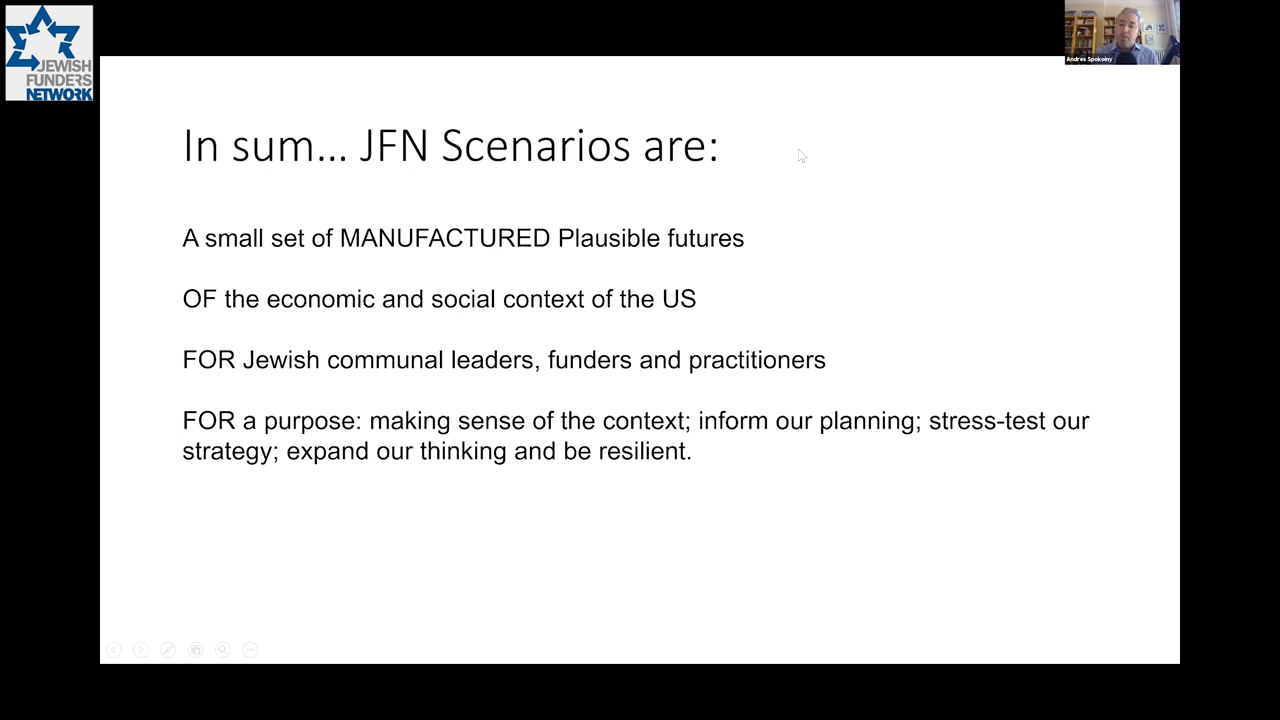 JEWISH
FUNDERS
NETWORK
Andres Spokoiny
In sum... JFN Scenarios are:
A small set of MANUFACTURED Plausible futures
OF the economic and social context of the US
FOR Jewish communal leaders, funders and practitioners
FOR a purpose: making sense of the context; inform our planning; stress-test our
strategy; expand our thinking and be resilient.